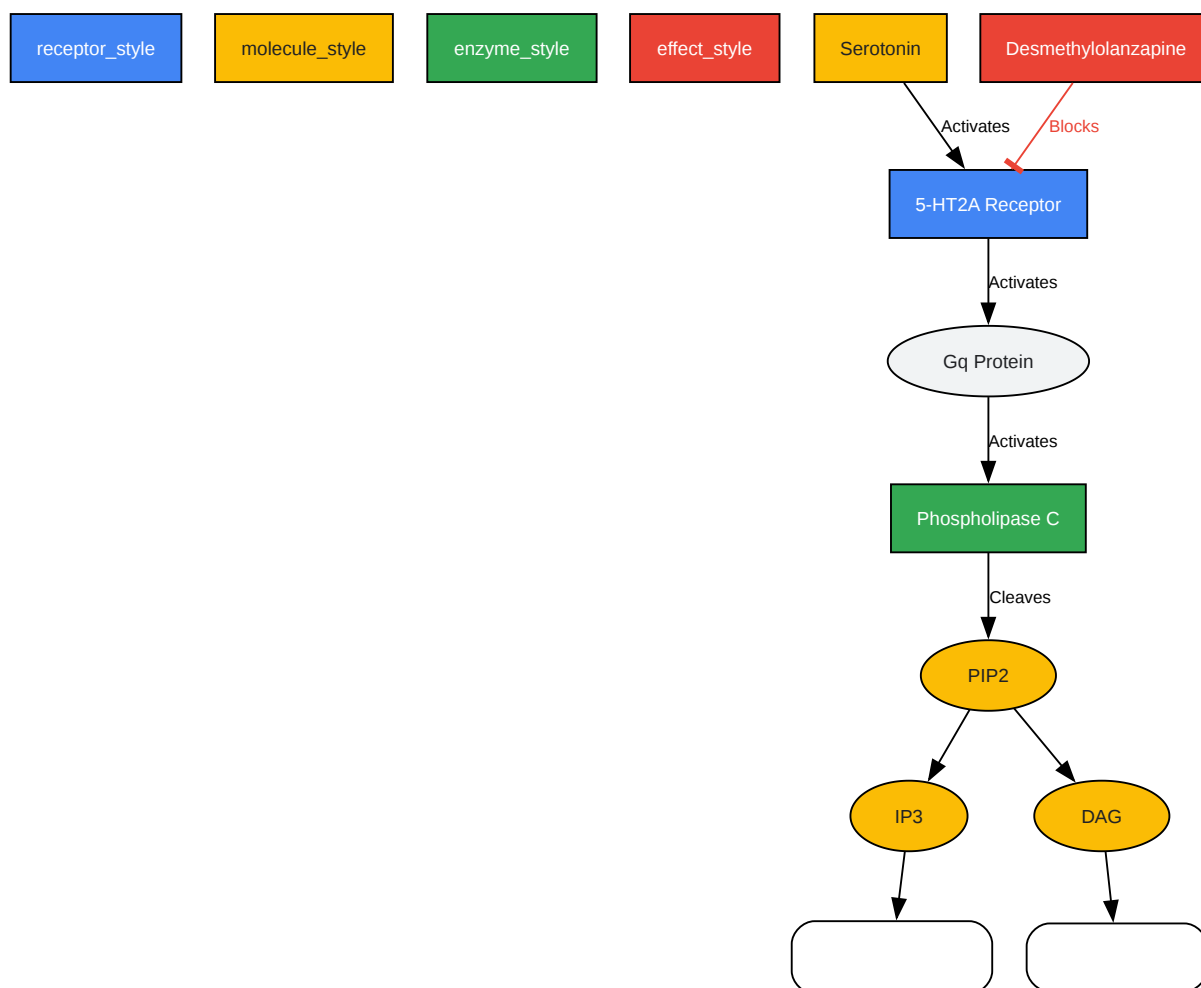 receptor_style
molecule_style
enzyme_style
effect_style
Serotonin
Desmethylolanzapine
Activates
Blocks
5-HT2A Receptor
Activates
Gq Protein
Activates
Phospholipase C
Cleaves
PIP2
IP3
DAG